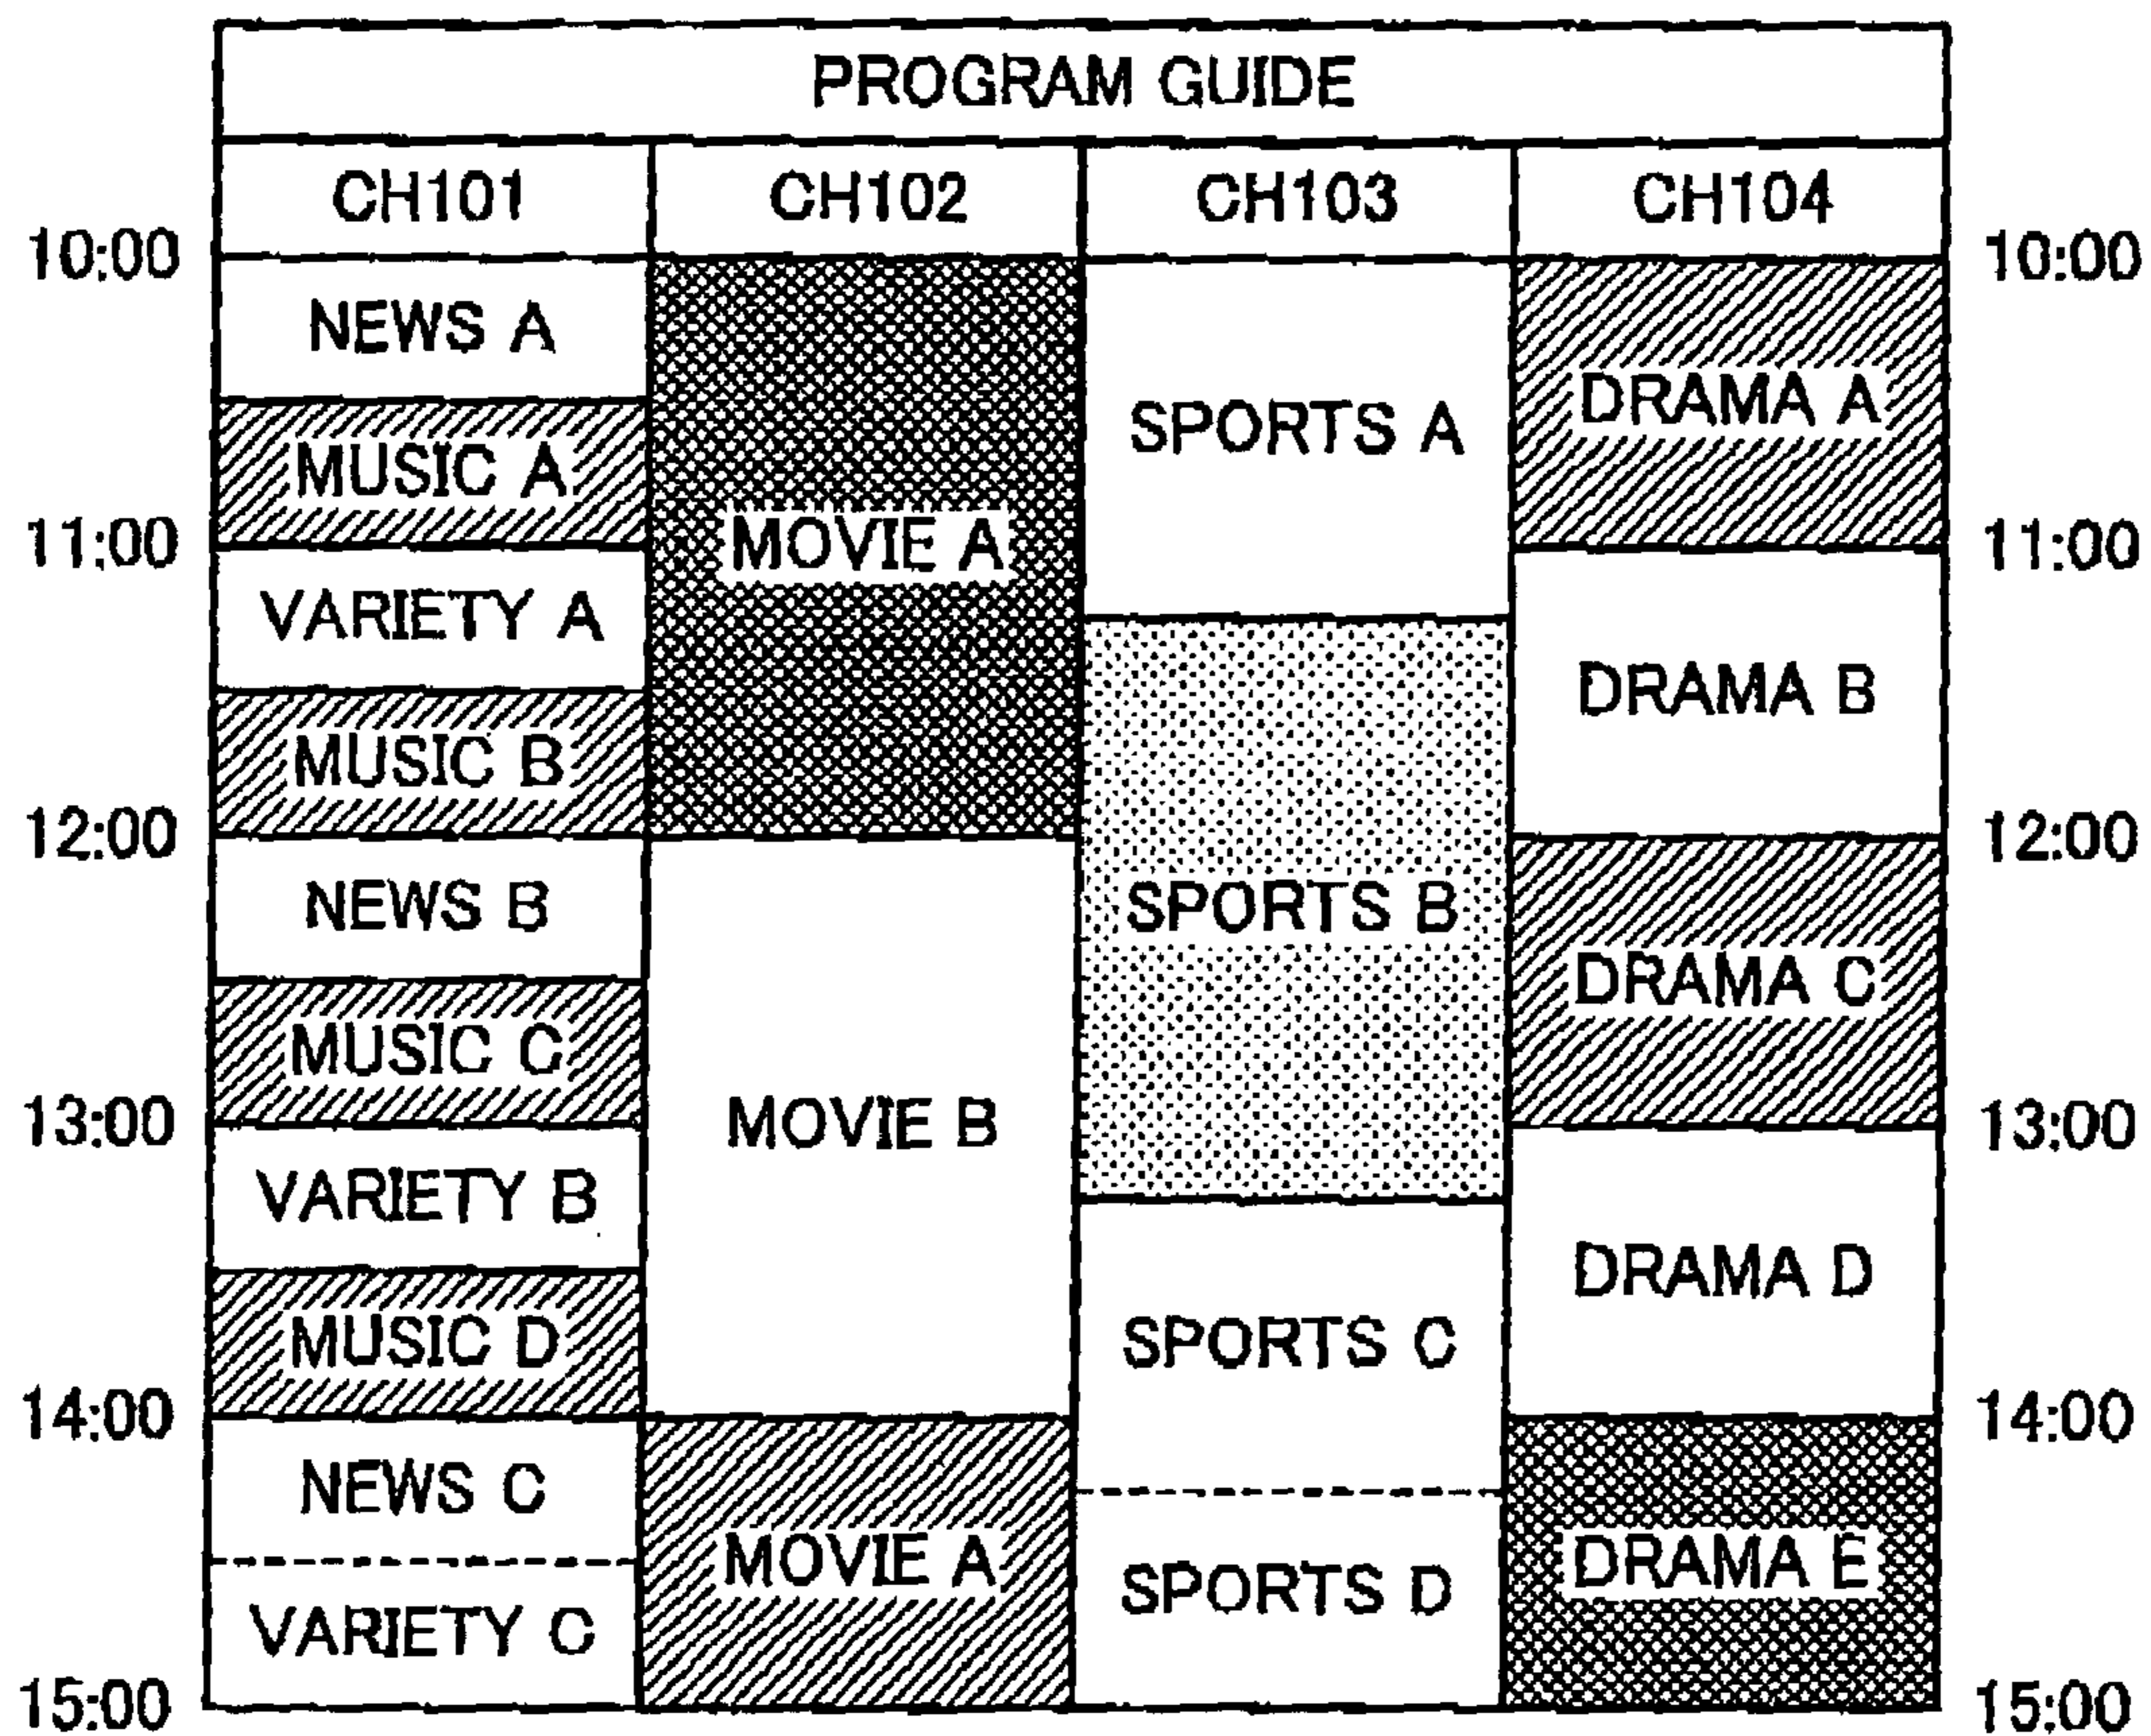 PROGRAM GUIDE
CH101 CH102 CH103 CH104
10:00 10:00
NEWS A
SPORTS A DRAMA A
MUSIC A
11:00 MOVIE A 11:00
VARIETY A
DRAMA B
MUSIC B
12:00 12:00
NEWS B SPORTS B
DRAMA C
MUSIC C
13:00 MOVIE B 13:00
VARIETY B
DRAMA D
MUSIC D SPORTS C
14:00 14:00
NEWS C
MOVIE A SPORTS D DRAMA E
VARIETY C
15:00 15:00